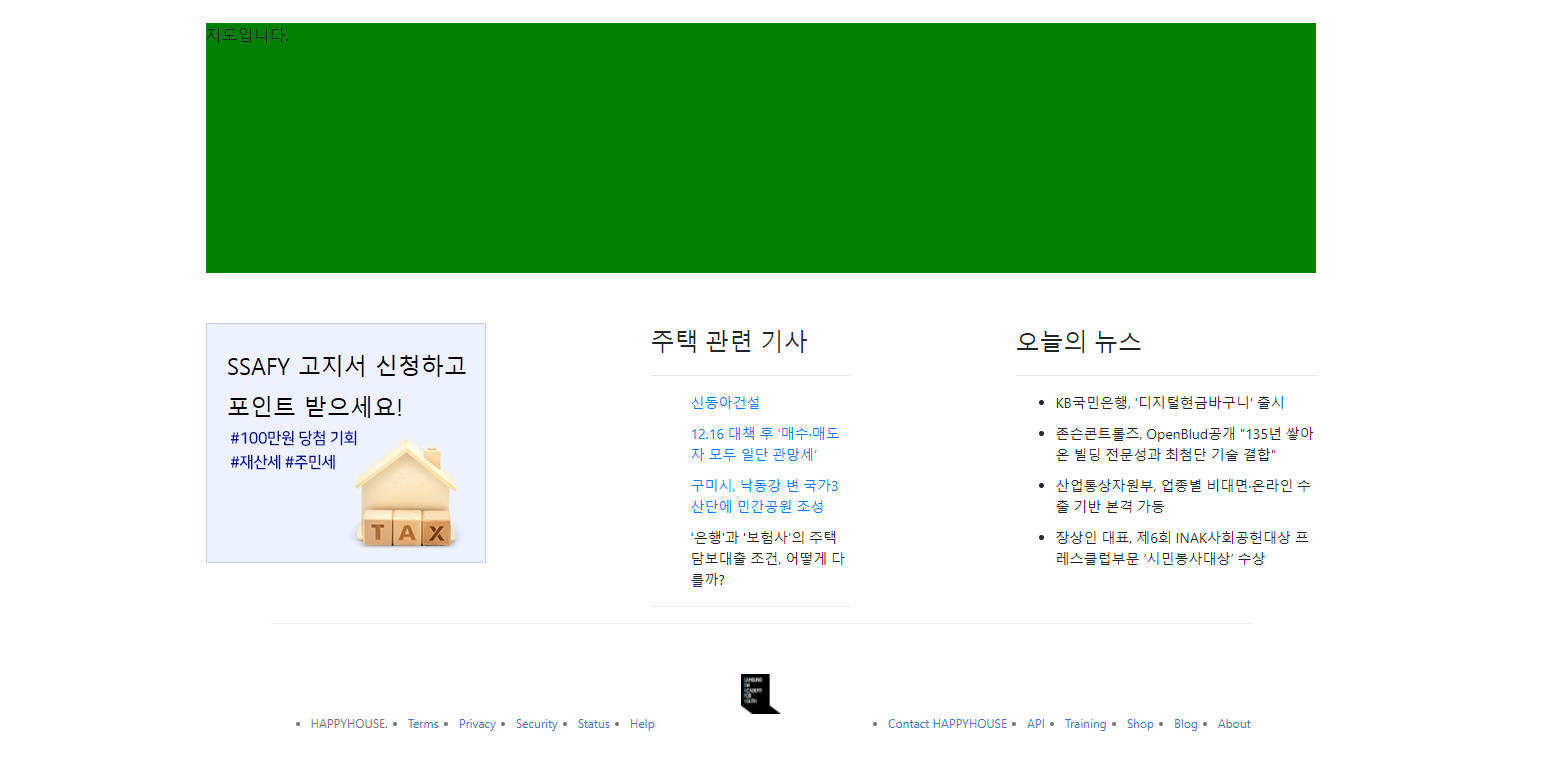 지도입니다.
SSAFY 고지서 신청하고
포인트 받으세요!
#100만원 당첨 기회
#재산세 #주민세
TAX
주택 관련 기사
신동아건설
12.16 대책 후 ‘매수·매도
자 모두 일단 관망세’
구미시, 낙동강 변 국가3
산단에 민간공원 조성
'은행'과 '보험사'의 주택
담보대출 조건, 어떻게 다
를까?
오늘의 뉴스
KB국민은행, '디지털현금바구니' 출시
존슨콘트롤즈, OpenBlud공개 "135년 쌓아
온 빌딩 전문성과 최첨단 기술 결합"
산업통상자원부, 업종별 비대면·온라인 수
출 기반 본격 가동
장상인 대표, 제6회 INAK사회공헌대상 프
레스클럽부문 ‘시민봉사대상’ 수상
SAMSUNG
SW
ACADEMY
FOR
YOUTH
HAPPYHOUSE. Terms Privacy Security Status Help
Contact HAPPYHOUSE API Training Shop Blog About